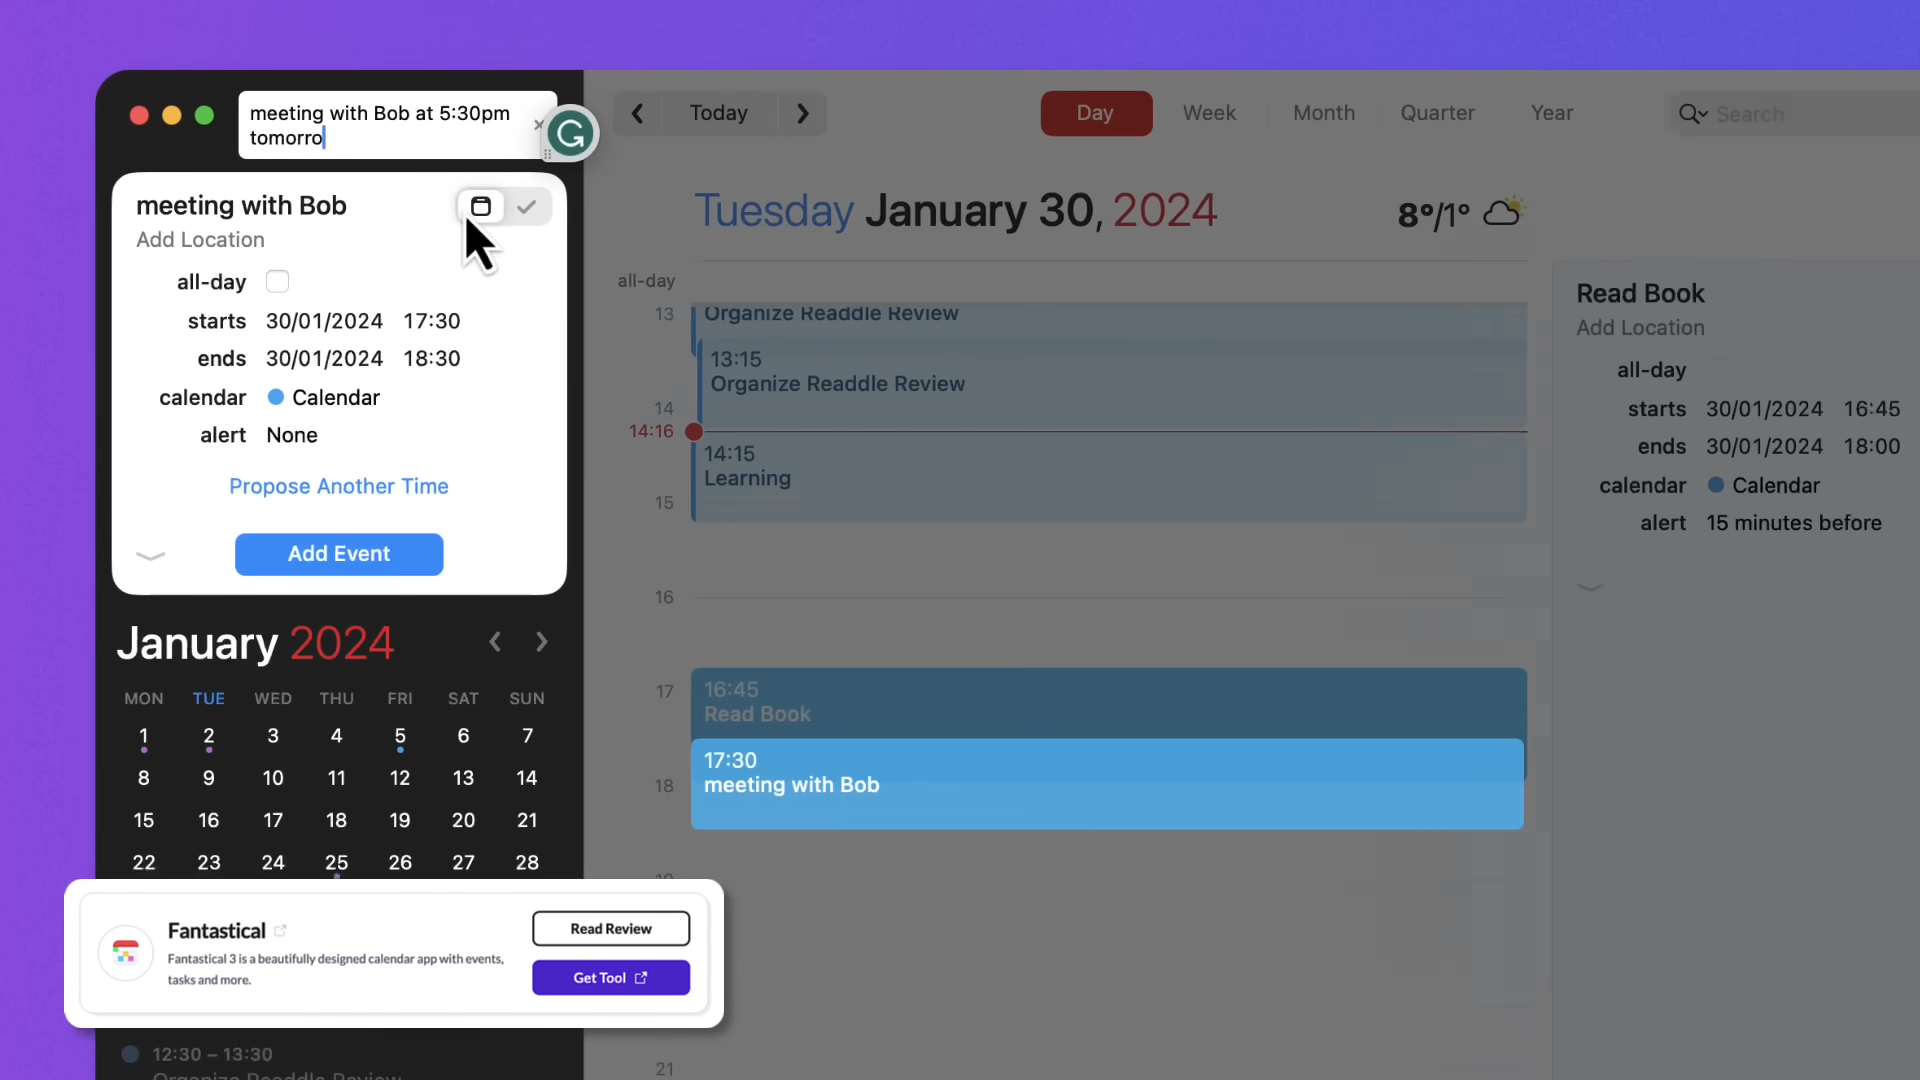 meeting with Bob at 5:30pm
tomorro
Today
Day
Week
Month
Quarter
Year
Search
meeting with Bob
Add Location
all-day
starts 30/01/2024 17:30
ends 30/01/2024 18:30
calendar Calendar
alert None
Propose Another Time
Add Event
January 2024
MON TUE WED THU FRI SAT SUN
1 2 3 4 5 6 7
8 9 10 11 12 13 14
15 16 17 18 19 20 21
22 23 24 25 26 27 28
Tuesday January 30, 2024
8°/1°
all-day
13
Organize Readdle Review
13:15
Organize Readdle Review
14
14:16
14:15
Learning
15
16
17
16:45
Read Book
17:30
meeting with Bob
18
19
21
Read Book
Add Location
all-day
starts 30/01/2024 16:45
ends 30/01/2024 18:00
calendar Calendar
alert 15 minutes before
Fantastical
Fantastical 3 is a beautifully designed calendar app with events,
tasks and more.
Read Review
Get Tool
12:30 – 13:30
Organize Readdle Review